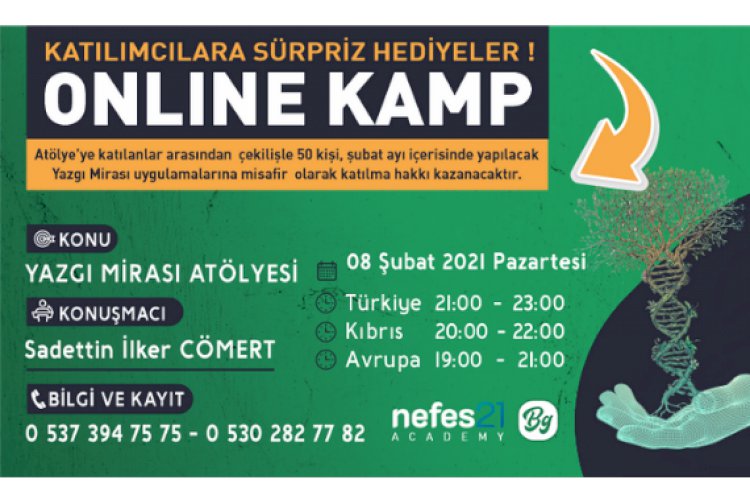 KATILIMCILARA SÜRPRİZ HEDİYELER !
ONLINE KAMP
Atölye'ye katılanlar arasından çekilişle 50 kişi, şubat ayı içerisinde yapılacak
Yazgı Mirası uygulamalarına misafir olarak katılma hakkı kazanacaktır.
KONU
YAZGI MİRASI ATÖLYESİ
KONUŞMACI
Sadettin İlker CÖMERT
08 Şubat 2021 Pazartesi
Türkiye 21:00 - 23:00
Kıbrıs 20:00 - 22:00
Avrupa 19:00 - 21:00
BİLGİ VE KAYIT
0 537 394 75 75 - 0 530 282 77 82
nefes21
ACADEMY
Bg